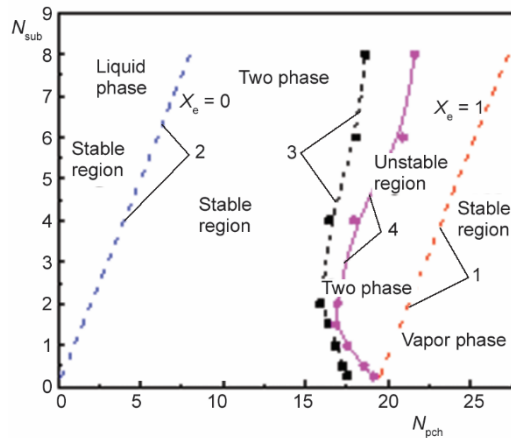 N_sub
9
8
7
6
5
4
3
2
1
0
Liquid
phase
X_e = 0
Two phase
X_e = 1
Stable
region
2
3
Unstable
region
Stable
region
4
Stable
region
Two phase
1
Vapor phase
0
5
10
15
20
25
N_pch